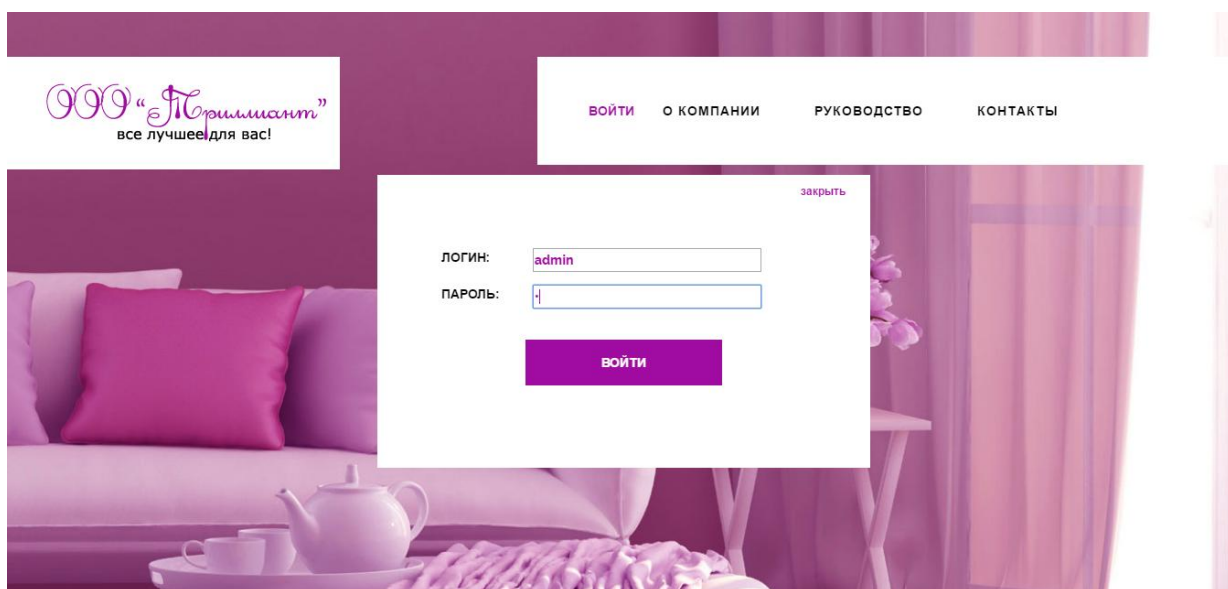 ООО “Триллиант”
все лучшее для вас!
ВОЙТИ О КОМПАНИИ РУКОВОДСТВО КОНТАКТЫ
закрыть
ЛОГИН: admin
ПАРОЛЬ: •
ВОЙТИ